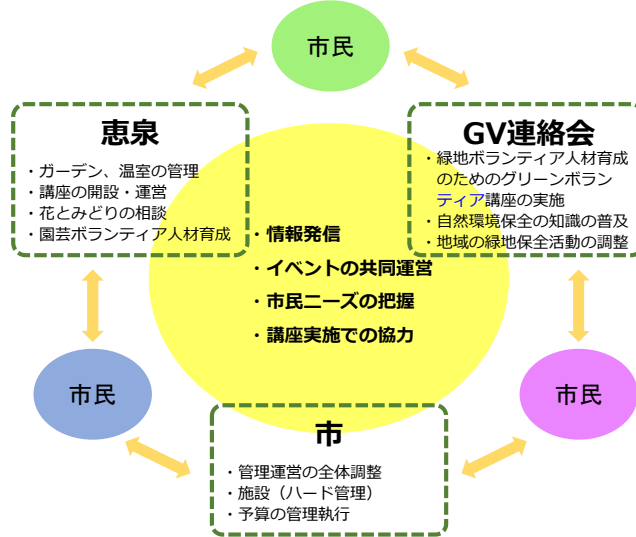 市民
恵泉
・ガーデン、温室の管理
・講座の開設・運営
・花とみどりの相談
・園芸ボランティア人材育成
GV連絡会
・緑地ボランティア人材育成
のためのグリーンボラン
ティア講座の実施
・自然環境保全の知識の普及
・地域の緑地保全活動の調整
・情報発信
・イベントの共同運営
・市民ニーズの把握
・講座実施での協力
市民
市民
市
・管理運営の全体調整
・施設（ハード管理）
・予算の管理執行